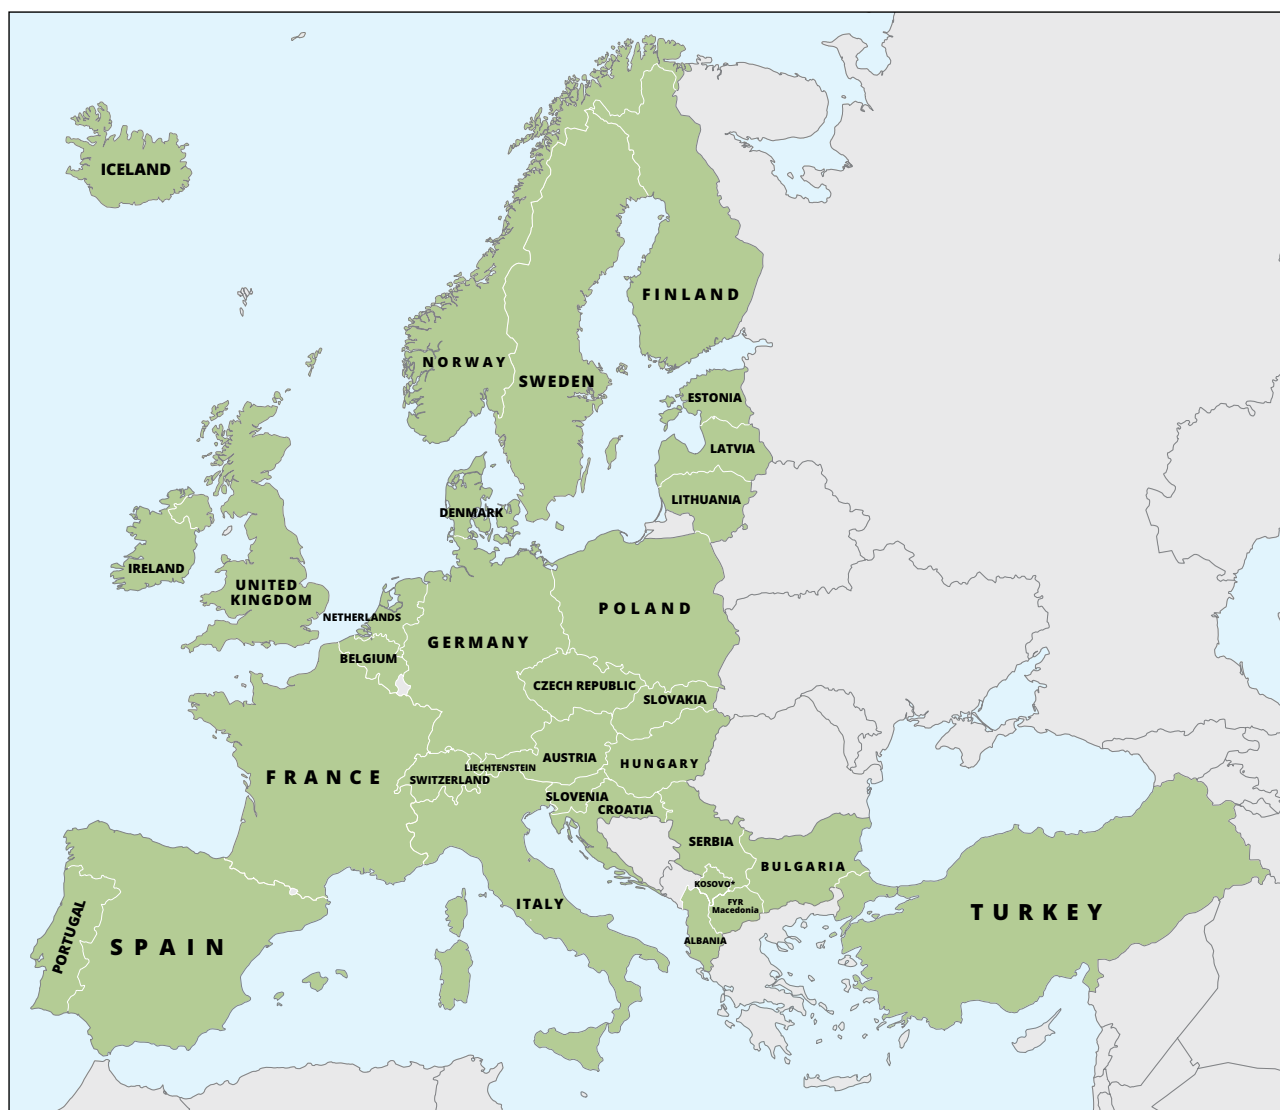 ICELAND
FINLAND
NORWAY
SWEDEN
ESTONIA
LATVIA
LITHUANIA
DENMARK
IRELAND
UNITED
KINGDOM
NETHERLANDS
POLAND
GERMANY
BELGIUM
CZECH REPUBLIC
SLOVAKIA
AUSTRIA
HUNGARY
LIECHTENSTEIN
SWITZERLAND
FRANCE
SLOVENIA
CROATIA
SERBIA
BULGARIA
KOSOVO*
FYR
Macedonia
ITALY
TURKEY
PORTUGAL
SPAIN
ALBANIA